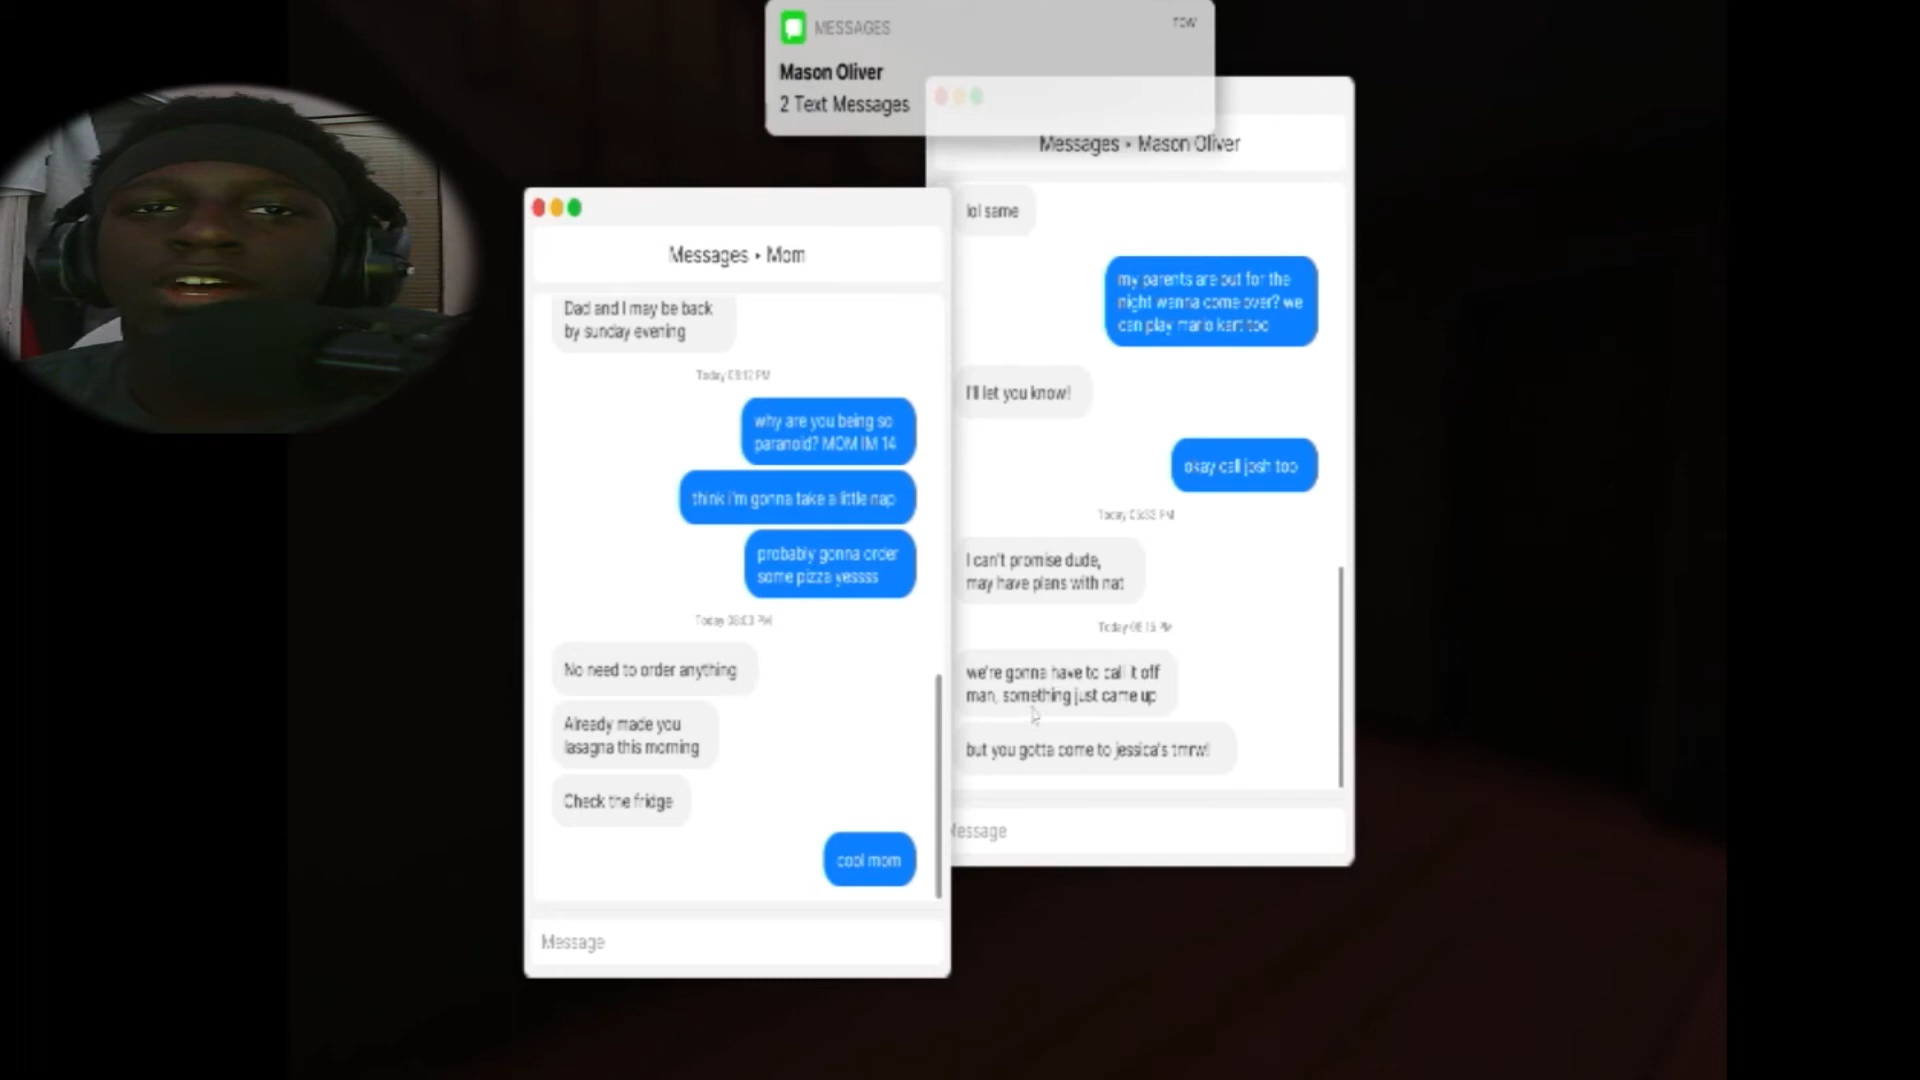 MESSAGES
Mason Oliver
2 Text Messages
Messages • Mom
Dad and I may be back
by sunday evening
why are you being so
paranoid? MOM IM 14
think i'm gonna take a little nap
probably gonna order
some pizza yessss
No need to order anything
Already made you
lasagna this morning
Check the fridge
cool mom
Message
Messages • Mason Oliver
lol same
my parents are out for the
night wanna come over? we
can play mario kart too
I'll let you know!
okay call josh too
I can't promise dude,
may have plans with nat
we're gonna have to call it off
man, something just came up
but you gotta come to jessica's tmrw!